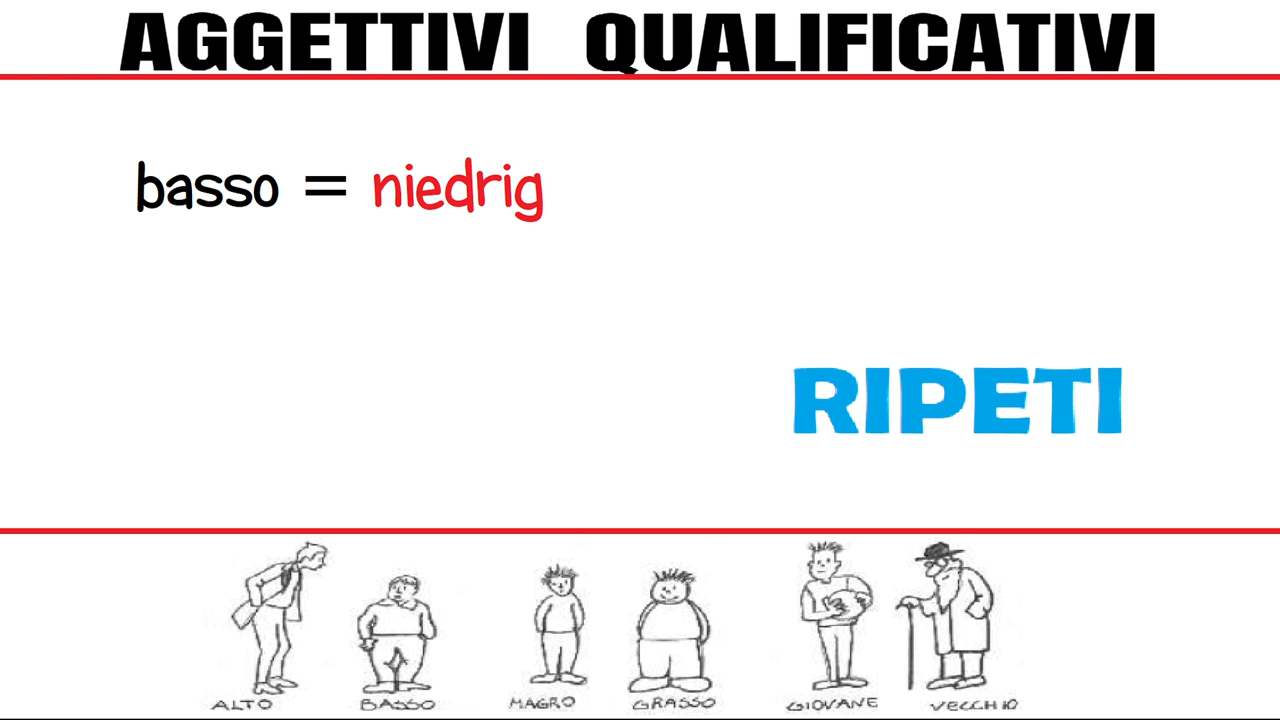 AGGETTIVI QUALIFICATIVI
basso = niedrig
RIPETI
ALTO BASSO MAGRO GRASSO GIOVANE VECCHIO